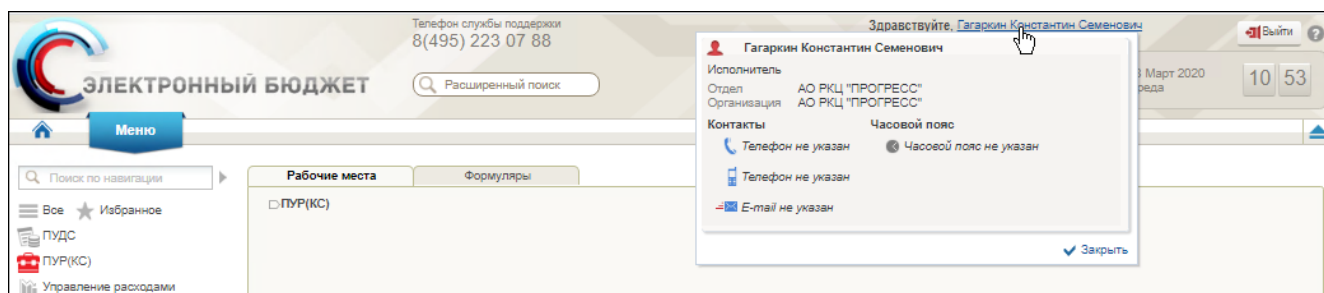 Телефон службы поддержки
8(495) 223 07 88
Здравствуйте, Гагаркин Константин Семенович
Выйти
ЭЛЕКТРОННЫЙ БЮДЖЕТ
Расширенный поиск
Март 2020
10 53
Меню
Гагаркин Константин Семенович
Исполнитель
Отдел АО РКЦ "ПРОГРЕСС"
Организация АО РКЦ "ПРОГРЕСС"
Контакты Часовой пояс
Телефон не указан Часовой пояс не указан
Телефон не указан
E-mail не указан
Закрыть
Поиск по навигации
Все Избранное
ПУДС
ПУР(КС)
Управление расходами
Рабочие места Формуляры
ПУР(КС)